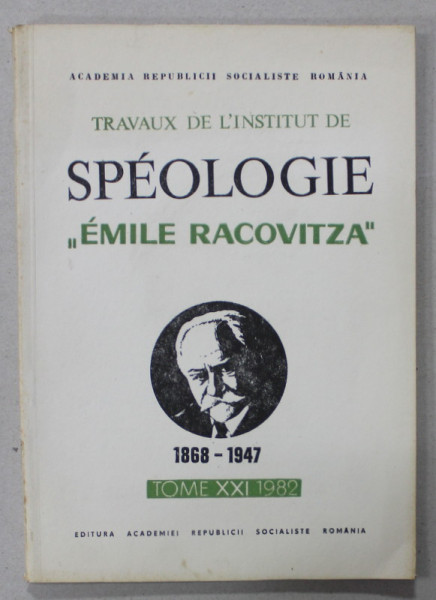 ACADEMIA REPUBLICII SOCIALISTE ROMÂNIA
TRAVAUX DE L'INSTITUT DE
SPÉOLOGIE
„ÉMILE RACOVITZA"
1868 - 1947
TOME XXI 1982
EDITURA ACADEMIEI REPUBLICII SOCIALISTE ROMÂNIA